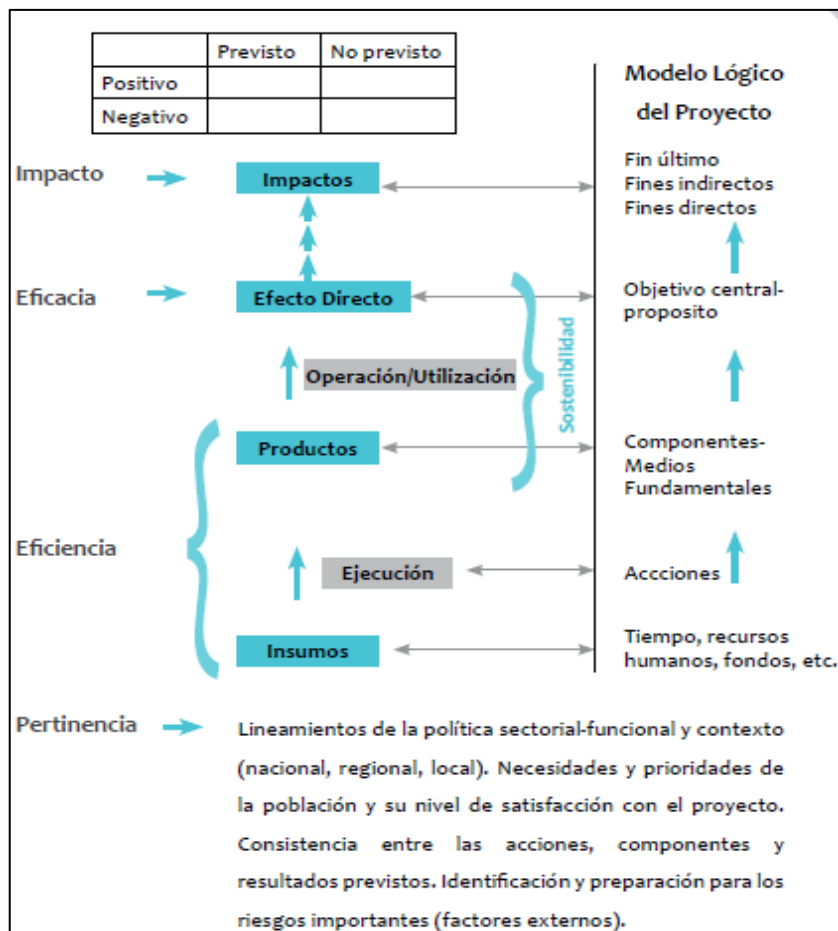 Previsto No previsto
Positivo
Negativo
Modelo Lógico
del Proyecto
Impacto
Impactos
Fin último
Fines indirectos
Fines directos
Eficacia
Efecto Directo
Objetivo central-
proposito
Operación/Utilización
Sostenibilidad
Productos
Componentes-
Medios
Fundamentales
Eficiencia
Ejecución
Accciones
Insumos
Tiempo, recursos
humanos, fondos, etc.
Pertinencia
Lineamientos de la política sectorial-funcional y contexto
(nacional, regional, local). Necesidades y prioridades de
la población y su nivel de satisfacción con el proyecto.
Consistencia entre las acciones, componentes y
resultados previstos. Identificación y preparación para los
riesgos importantes (factores externos).